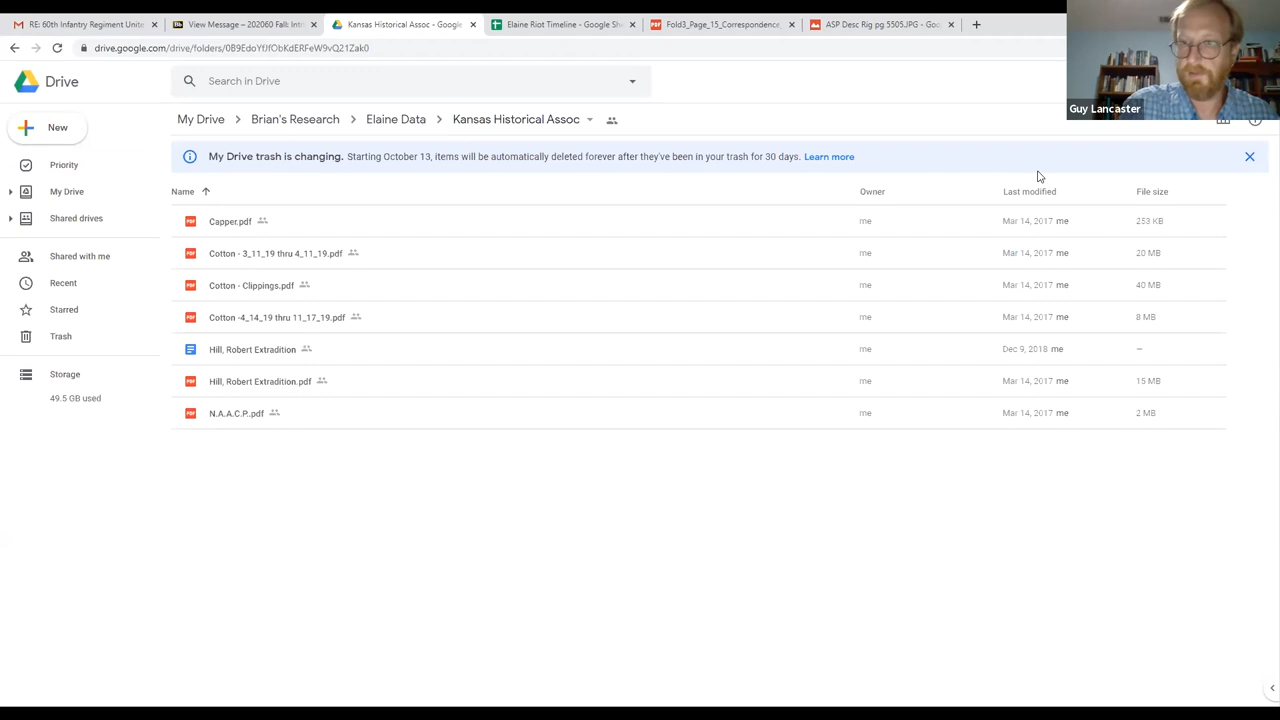 RE: 60th Infantry Regiment Unite
View Message – 202060 Fall: Intr
Kansas Historical Assoc - Google
Elaine Riot Timeline - Google She
Fold3_Page_15_Correspondence_
ASP Desc Rig pg 5505.JPG - Goo
drive.google.com/drive/folders/
Drive
Search in Drive
Guy Lancaster
New
My Drive > Brian's Research > Elaine Data > Kansas Historical Assoc
My Drive trash is changing. Starting October 13, items will be automatically deleted forever after they've been in your trash for 30 days. Learn more
Priority
My Drive
Shared drives
Shared with me
Recent
Starred
Trash
Storage
49.5 GB used
Name Owner Last modified File size
Capper.pdf me Mar 14, 2017 me 253 KB
Cotton - 3_11_19 thru 4_11_19.pdf me Mar 14, 2017 me 20 MB
Cotton - Clippings.pdf me Mar 14, 2017 me 40 MB
Cotton -4_14_19 thru 11_17_19.pdf me Mar 14, 2017 me 8 MB
Hill, Robert Extradition me Dec 9, 2018 me –
Hill, Robert Extradition.pdf me Mar 14, 2017 me 15 MB
N.A.A.C.P..pdf me Mar 14, 2017 me 2 MB